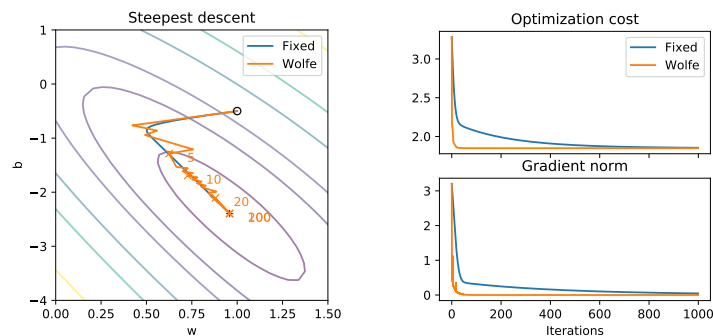 Steepest descent
Fixed
Wolfe
1
0
−1
−2
−3
−4
b
5
10
20
100
0.00 0.25 0.50 0.75 1.00 1.25 1.50
w
Optimization cost
Fixed
Wolfe
3.0
2.5
2.0
Gradient norm
3
2
1
0
0 200 400 600 800 1000
Iterations